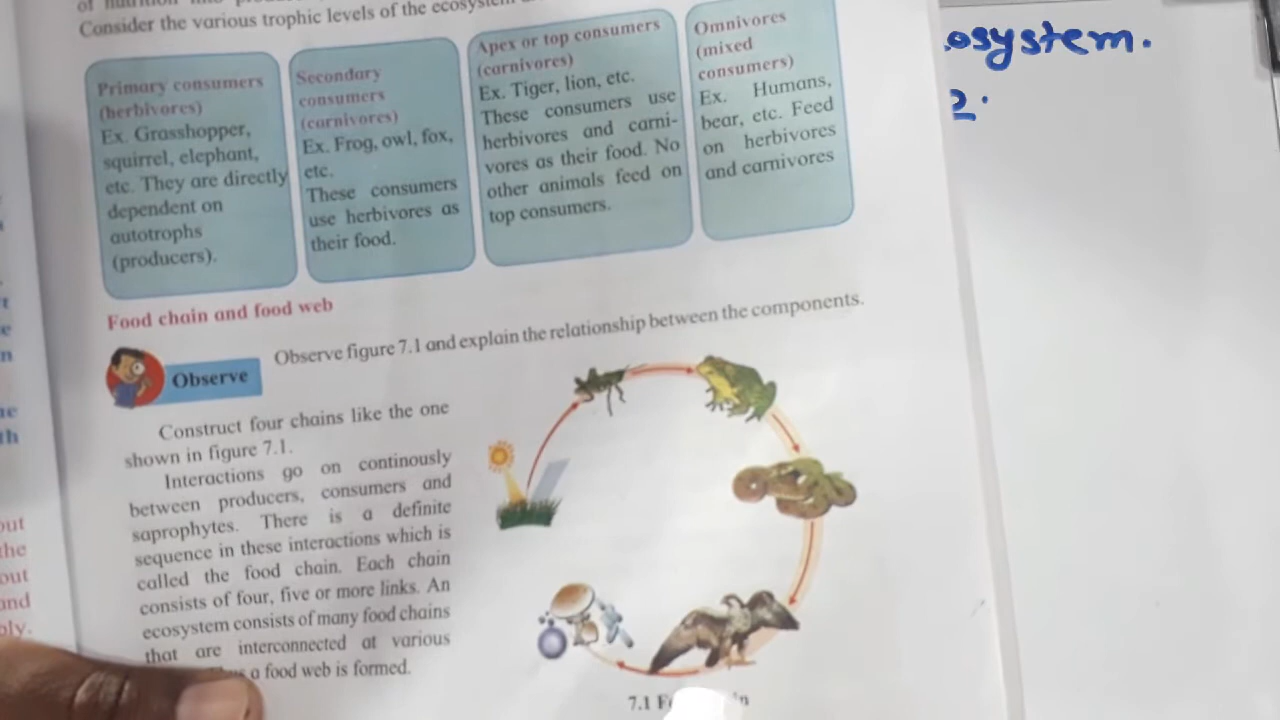 of nutrition into
Consider the various trophic levels of the ecosystem
Primary consumers
(herbivores)
Ex. Grasshopper,
squirrel, elephant,
etc. They are directly
dependent on
autotrophs
(producers).
Secondary
consumers
(carnivores)
Ex. Frog, owl, fox,
etc.
These consumers
use herbivores as
their food.
Apex or top consumers
(carnivores)
Ex. Tiger, lion, etc.
These consumers use
herbivores and carni-
vores as their food. No
other animals feed on
top consumers.
Omnivores
(mixed
consumers)
Ex. Humans,
bear, etc. Feed
on herbivores
and carnivores
Food chain and food web
Observe
Observe figure 7.1 and explain the relationship between the components.
Construct four chains like the one
shown in figure 7.1.
Interactions go on continously
between producers, consumers and
saprophytes. There is a definite
sequence in these interactions which is
called the food chain. Each chain
consists of four, five or more links. An
ecosystem consists of many food chains
that are interconnected at various
a food web is formed.
7.1
osystem.
2.
the
and